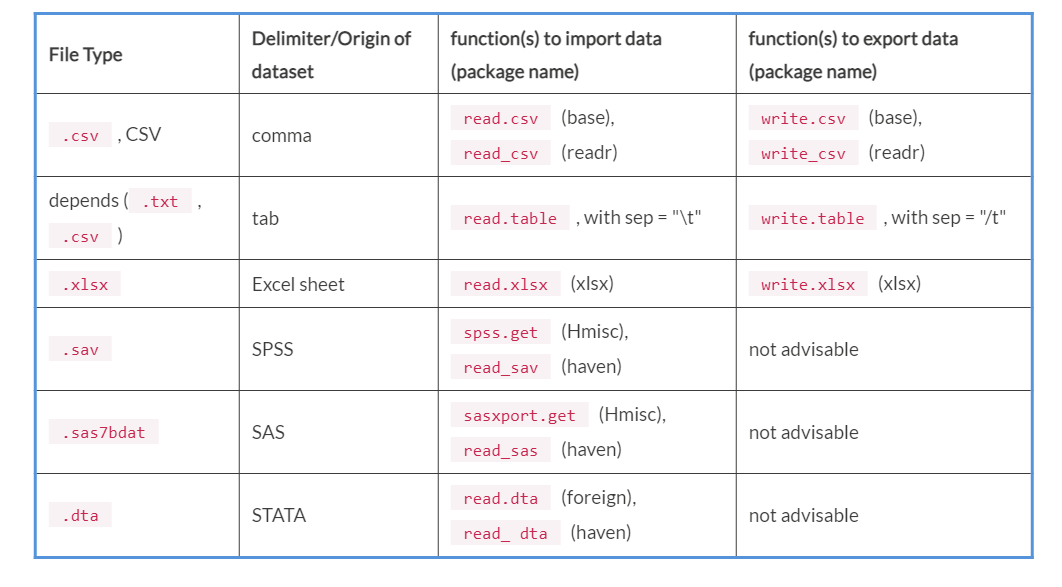 File Type
Delimiter/Origin of
dataset
function(s) to import data
(package name)
function(s) to export data
(package name)
.csv , CSV
comma
read.csv (base),
read_csv (readr)
write.csv (base),
write_csv (readr)
depends ( .txt ,
.csv )
tab
read.table , with sep = "\t"
write.table , with sep = "/t"
.xlsx
Excel sheet
read.xlsx (xlsx)
write.xlsx (xlsx)
.sav
SPSS
spss.get (Hmisc),
read_sav (haven)
not advisable
.sas7bdat
SAS
sasxport.get (Hmisc),
read_sas (haven)
not advisable
.dta
STATA
read.dta (foreign),
read_ dta (haven)
not advisable